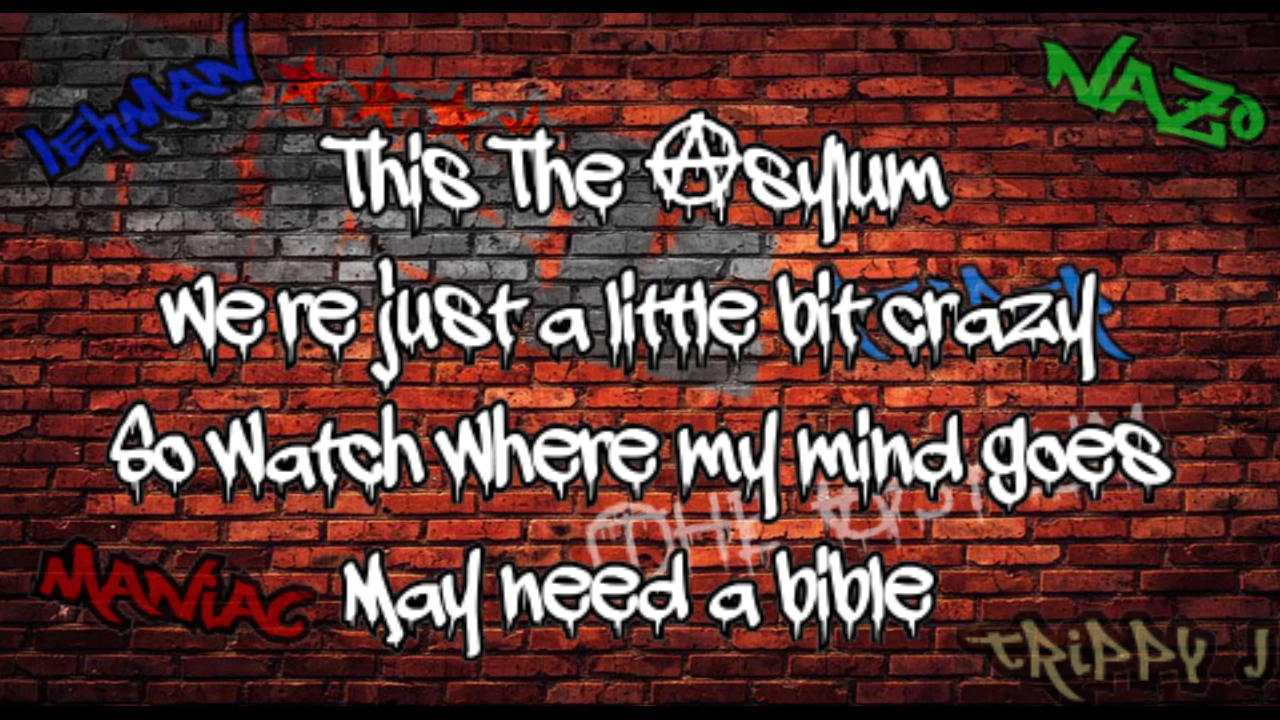 LEhMAN
NAZO
This The Asylum
We're just a little bit crazy
So Watch Where my mind goes
May need a bible
MANiAC
TRiPPY J